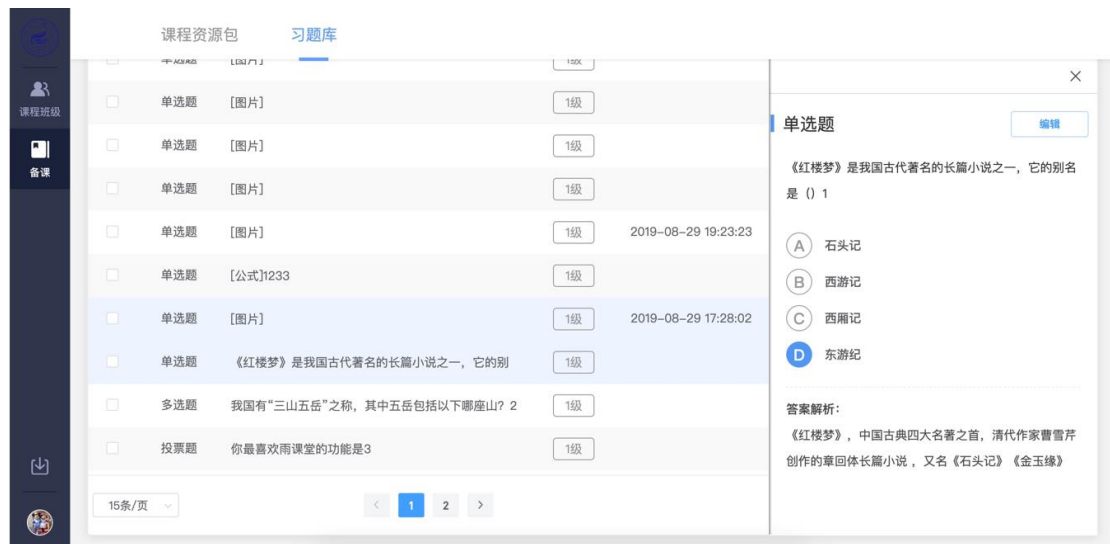 课程资源包 习题库
课程班级
备课
单选题 [图片] 1级
单选题 [图片] 1级
单选题 [图片] 1级
单选题 [图片] 1级
单选题 [图片] 1级 2019-08-29 19:23:23
单选题 [公式]1233 1级
单选题 [图片] 1级 2019-08-29 17:28:02
单选题 《红楼梦》是我国古代著名的长篇小说之一，它的别 1级
多选题 我国有“三山五岳”之称，其中五岳包括以下哪座山？2 1级
投票题 你最喜欢雨课堂的功能是3 1级
15条/页 1 2
单选题 编辑
《红楼梦》是我国古代著名的长篇小说之一，它的别名
是（）1
A 石头记
B 西游记
C 西厢记
D 东游纪
答案解析：
《红楼梦》，中国古典四大名著之首，清代作家曹雪芹
创作的章回体长篇小说，又名《石头记》《金玉缘》